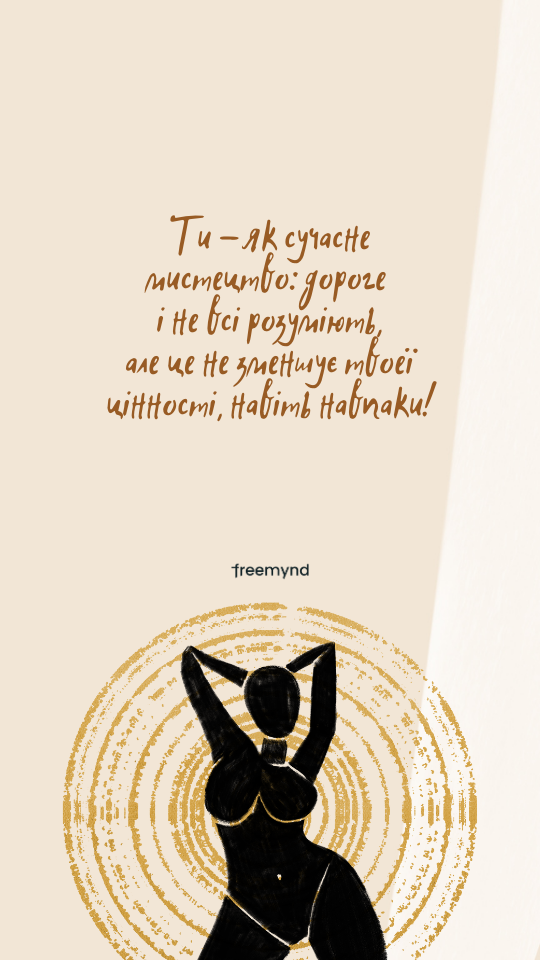 Ти – як сучасне
мистецтво: дороге
і не всі розуміють,
але це не зменшує твоєї
цінності, навіть навпаки!
freemynd